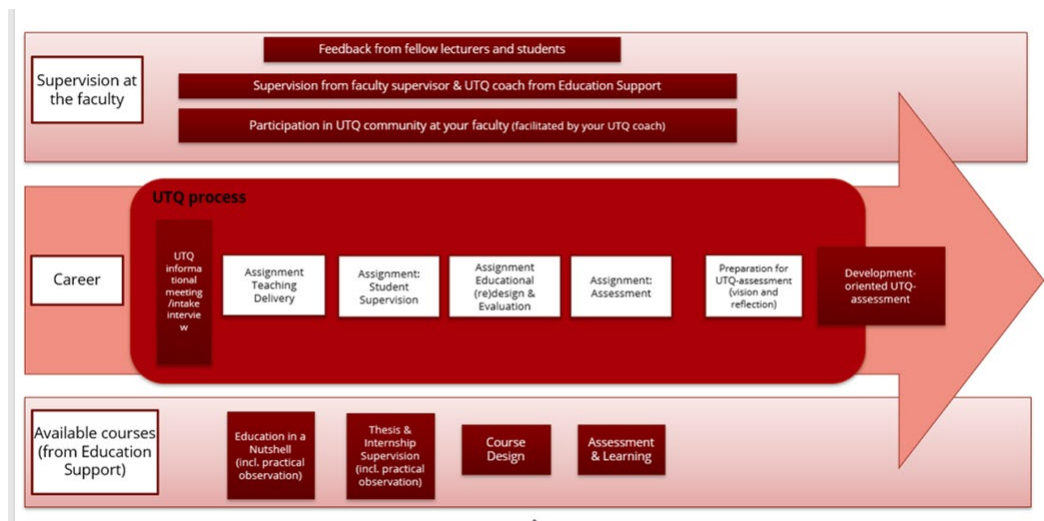 Feedback from fellow lecturers and students
Supervision at
the faculty
Supervision from faculty supervisor & UTQ coach from Education Support
Participation in UTQ community at your faculty (facilitated by your UTQ coach)
UTQ process
Career
UTQ
informa
tional
meeting
/intake
intervie
w
Assignment
Teaching
Delivery
Assignment:
Student
Supervision
Assignment
Educational
(re)design &
Evaluation
Assignment:
Assessment
Preparation for
UTQ-assessment
(vision and
reflection)
Development-
oriented UTQ-
assessment
Available courses
(from Education
Support)
Education in a
Nutshell
(incl. practical
observation)
Thesis &
Internship
Supervision
(incl. practical
observation)
Course
Design
Assessment
& Learning